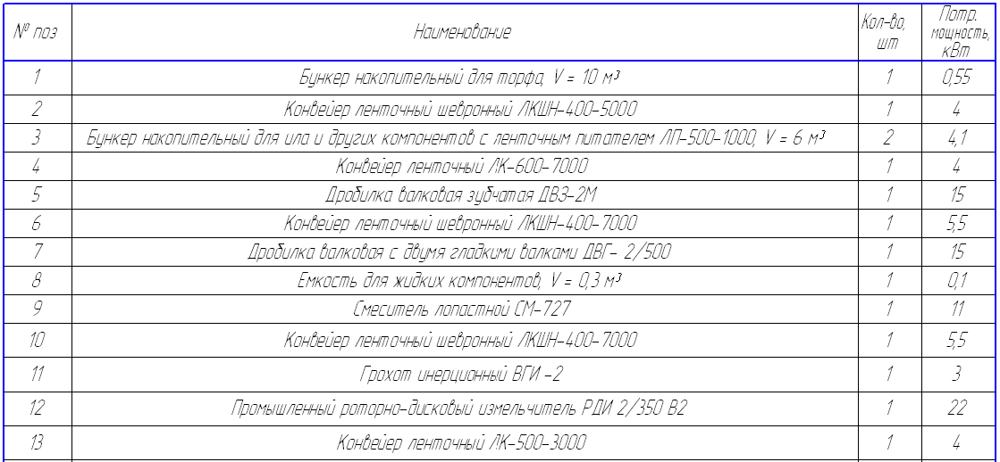 № поз Наименование Кол-во, шт Потр. мощность, кВт
1 Бункер накопительный для торфа, V = 10 м³ 1 0,55
2 Конвейер ленточный шевронный ЛКШН-400-5000 1 4
3 Бункер накопительный для ила и других компонентов с ленточным питателем ЛП-500-1000, V = 6 м³ 2 4,1
4 Конвейер ленточный ЛК-600-7000 1 4
5 Дробилка валковая зубчатая ДВЗ-2М 1 15
6 Конвейер ленточный шевронный ЛКШН-400-7000 1 5,5
7 Дробилка валковая с двумя гладкими валками ДВГ- 2/500 1 15
8 Емкость для жидких компонентов, V = 0,3 м³ 1 0,1
9 Смеситель лопастной СМ-727 1 11
10 Конвейер ленточный шевронный ЛКШН-400-7000 1 5,5
11 Грохот инерционный ВГИ -2 1 3
12 Промышленный роторно-дисковый измельчитель РДИ 2/350 В2 1 22
13 Конвейер ленточный ЛК-500-3000 1 4